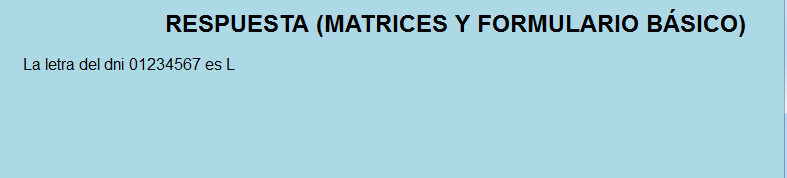 RESPUESTA (MATRICES Y FORMULARIO BÁSICO)
La letra del dni 01234567 es L